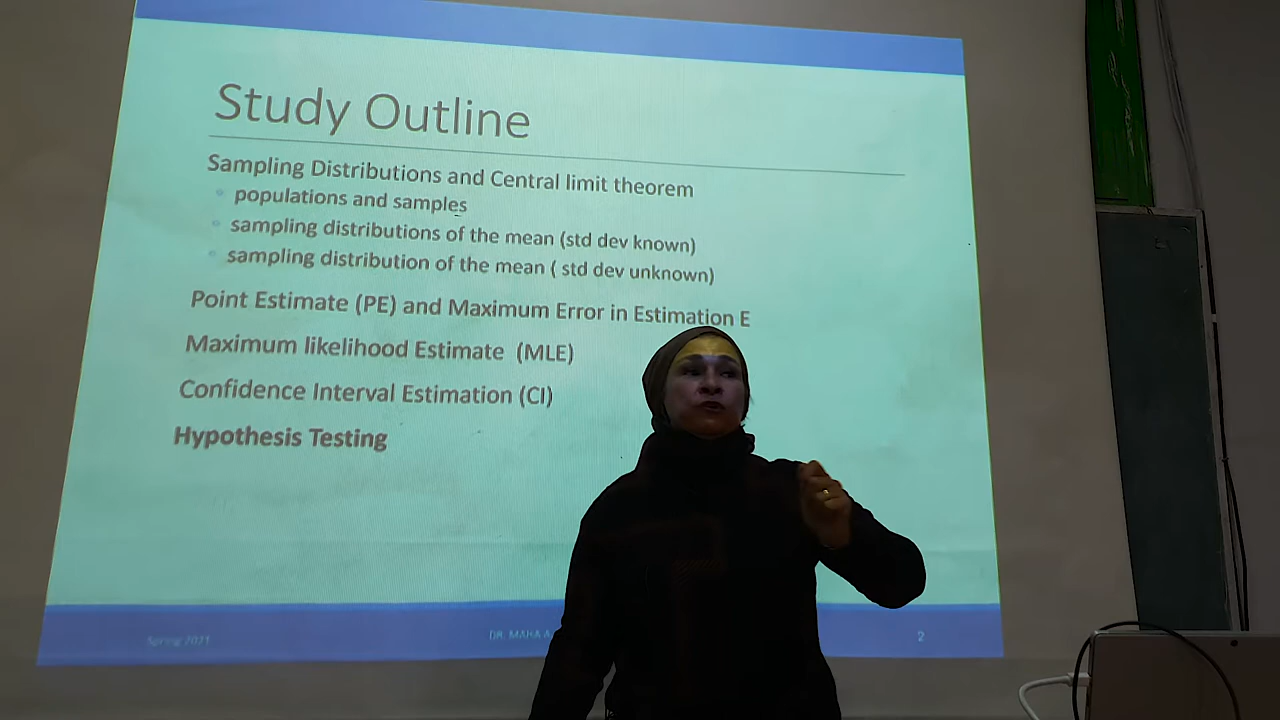 Study Outline
Sampling Distributions and Central limit theorem
populations and samples
sampling distributions of the mean (std dev known)
sampling distribution of the mean ( std dev unknown)
Point Estimate (PE) and Maximum Error in Estimation E
Maximum likelihood Estimate (MLE)
Confidence Interval Estimation (CI)
Hypothesis Testing
Spring 2021 DR. MAHA A. 2